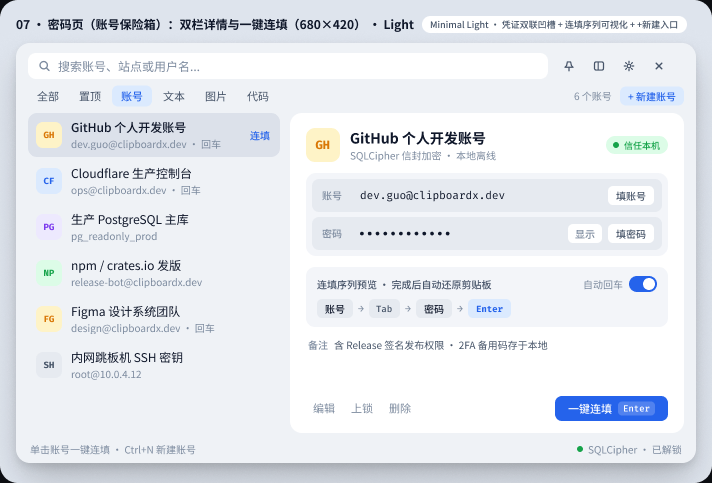 07 • 密码页（账号保险箱）：双栏详情与一键连填（680×420） • Light
Minimal Light • 凭证双联凹槽 + 连填序列可视化 + +新建入口
搜索账号、站点或用户名...
全部 置顶 账号 文本 图片 代码
6 个账号 + 新建账号
GH GitHub 个人开发账号
dev.guo@clipboardx.dev • 回车
连填
CF Cloudflare 生产控制台
ops@clipboardx.dev • 回车
PG 生产 PostgreSQL 主库
pg_readonly_prod
NP npm / crates.io 发版
release-bot@clipboardx.dev
FG Figma 设计系统团队
design@clipboardx.dev • 回车
SH 内网跳板机 SSH 密钥
root@10.0.4.12
GH GitHub 个人开发账号
SQLCipher 信封加密 • 本地离线
信任本机
账号 dev.guo@clipboardx.dev 填账号
密码 •••••••••••• 显示 填密码
连填序列预览 • 完成后自动还原剪贴板 自动回车
账号 → Tab → 密码 → Enter
备注 含 Release 签名发布权限 • 2FA 备用码存于本地
编辑 上锁 删除 一键连填 Enter
单击账号一键连填 • Ctrl+N 新建账号
SQLCipher • 已解锁